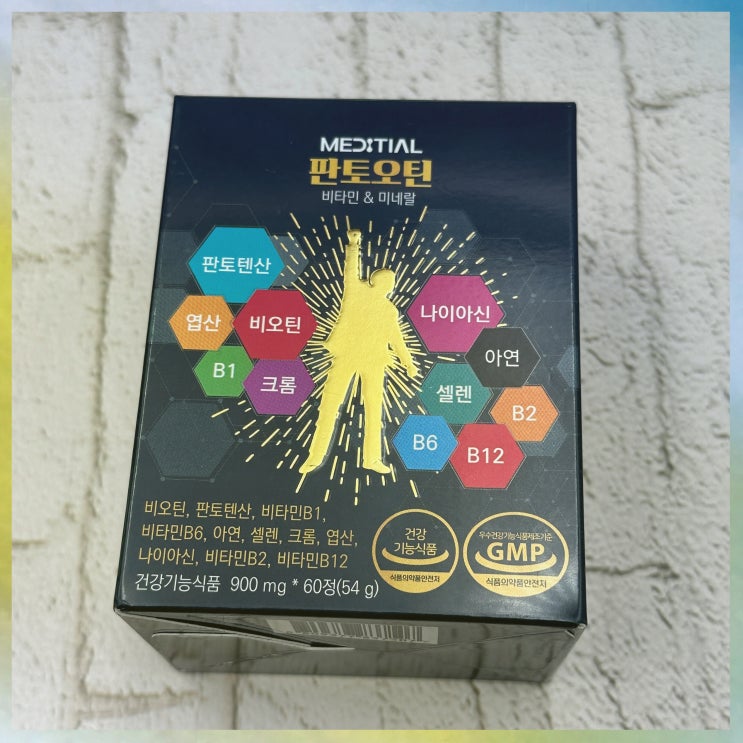 MEDITIAL
판토오틴
비타민 & 미네랄
판토텐산
엽산
비오틴
B1
크롬
나이아신
아연
셀렌
B2
B6
B12
비오틴, 판토텐산, 비타민B1,
비타민B6, 아연, 셀렌, 크롬, 엽산,
나이아신, 비타민B2, 비타민B12
건강기능식품 900 mg * 60정(54 g)
건강
기능식품
식품의약품안전처
우수건강기능식품제조기준
GMP
식품의약품안전처